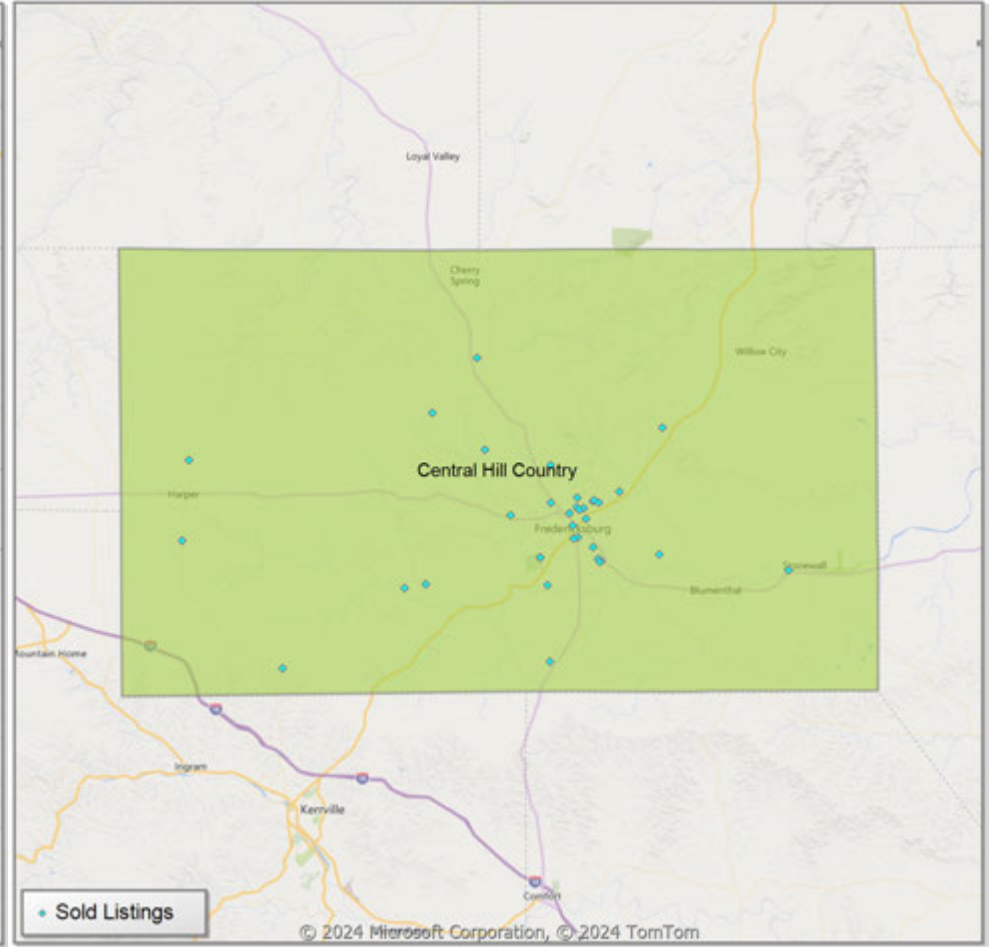 Loyal Valley
Cherry
Spring
Willow City
Central Hill Country
Harper
Fredericksburg
Stonewall
Blumenthal
Mountain Home
Ingram
Kerrville
Comfort
Sold Listings
© 2024 Microsoft Corporation, © 2024 TomTom